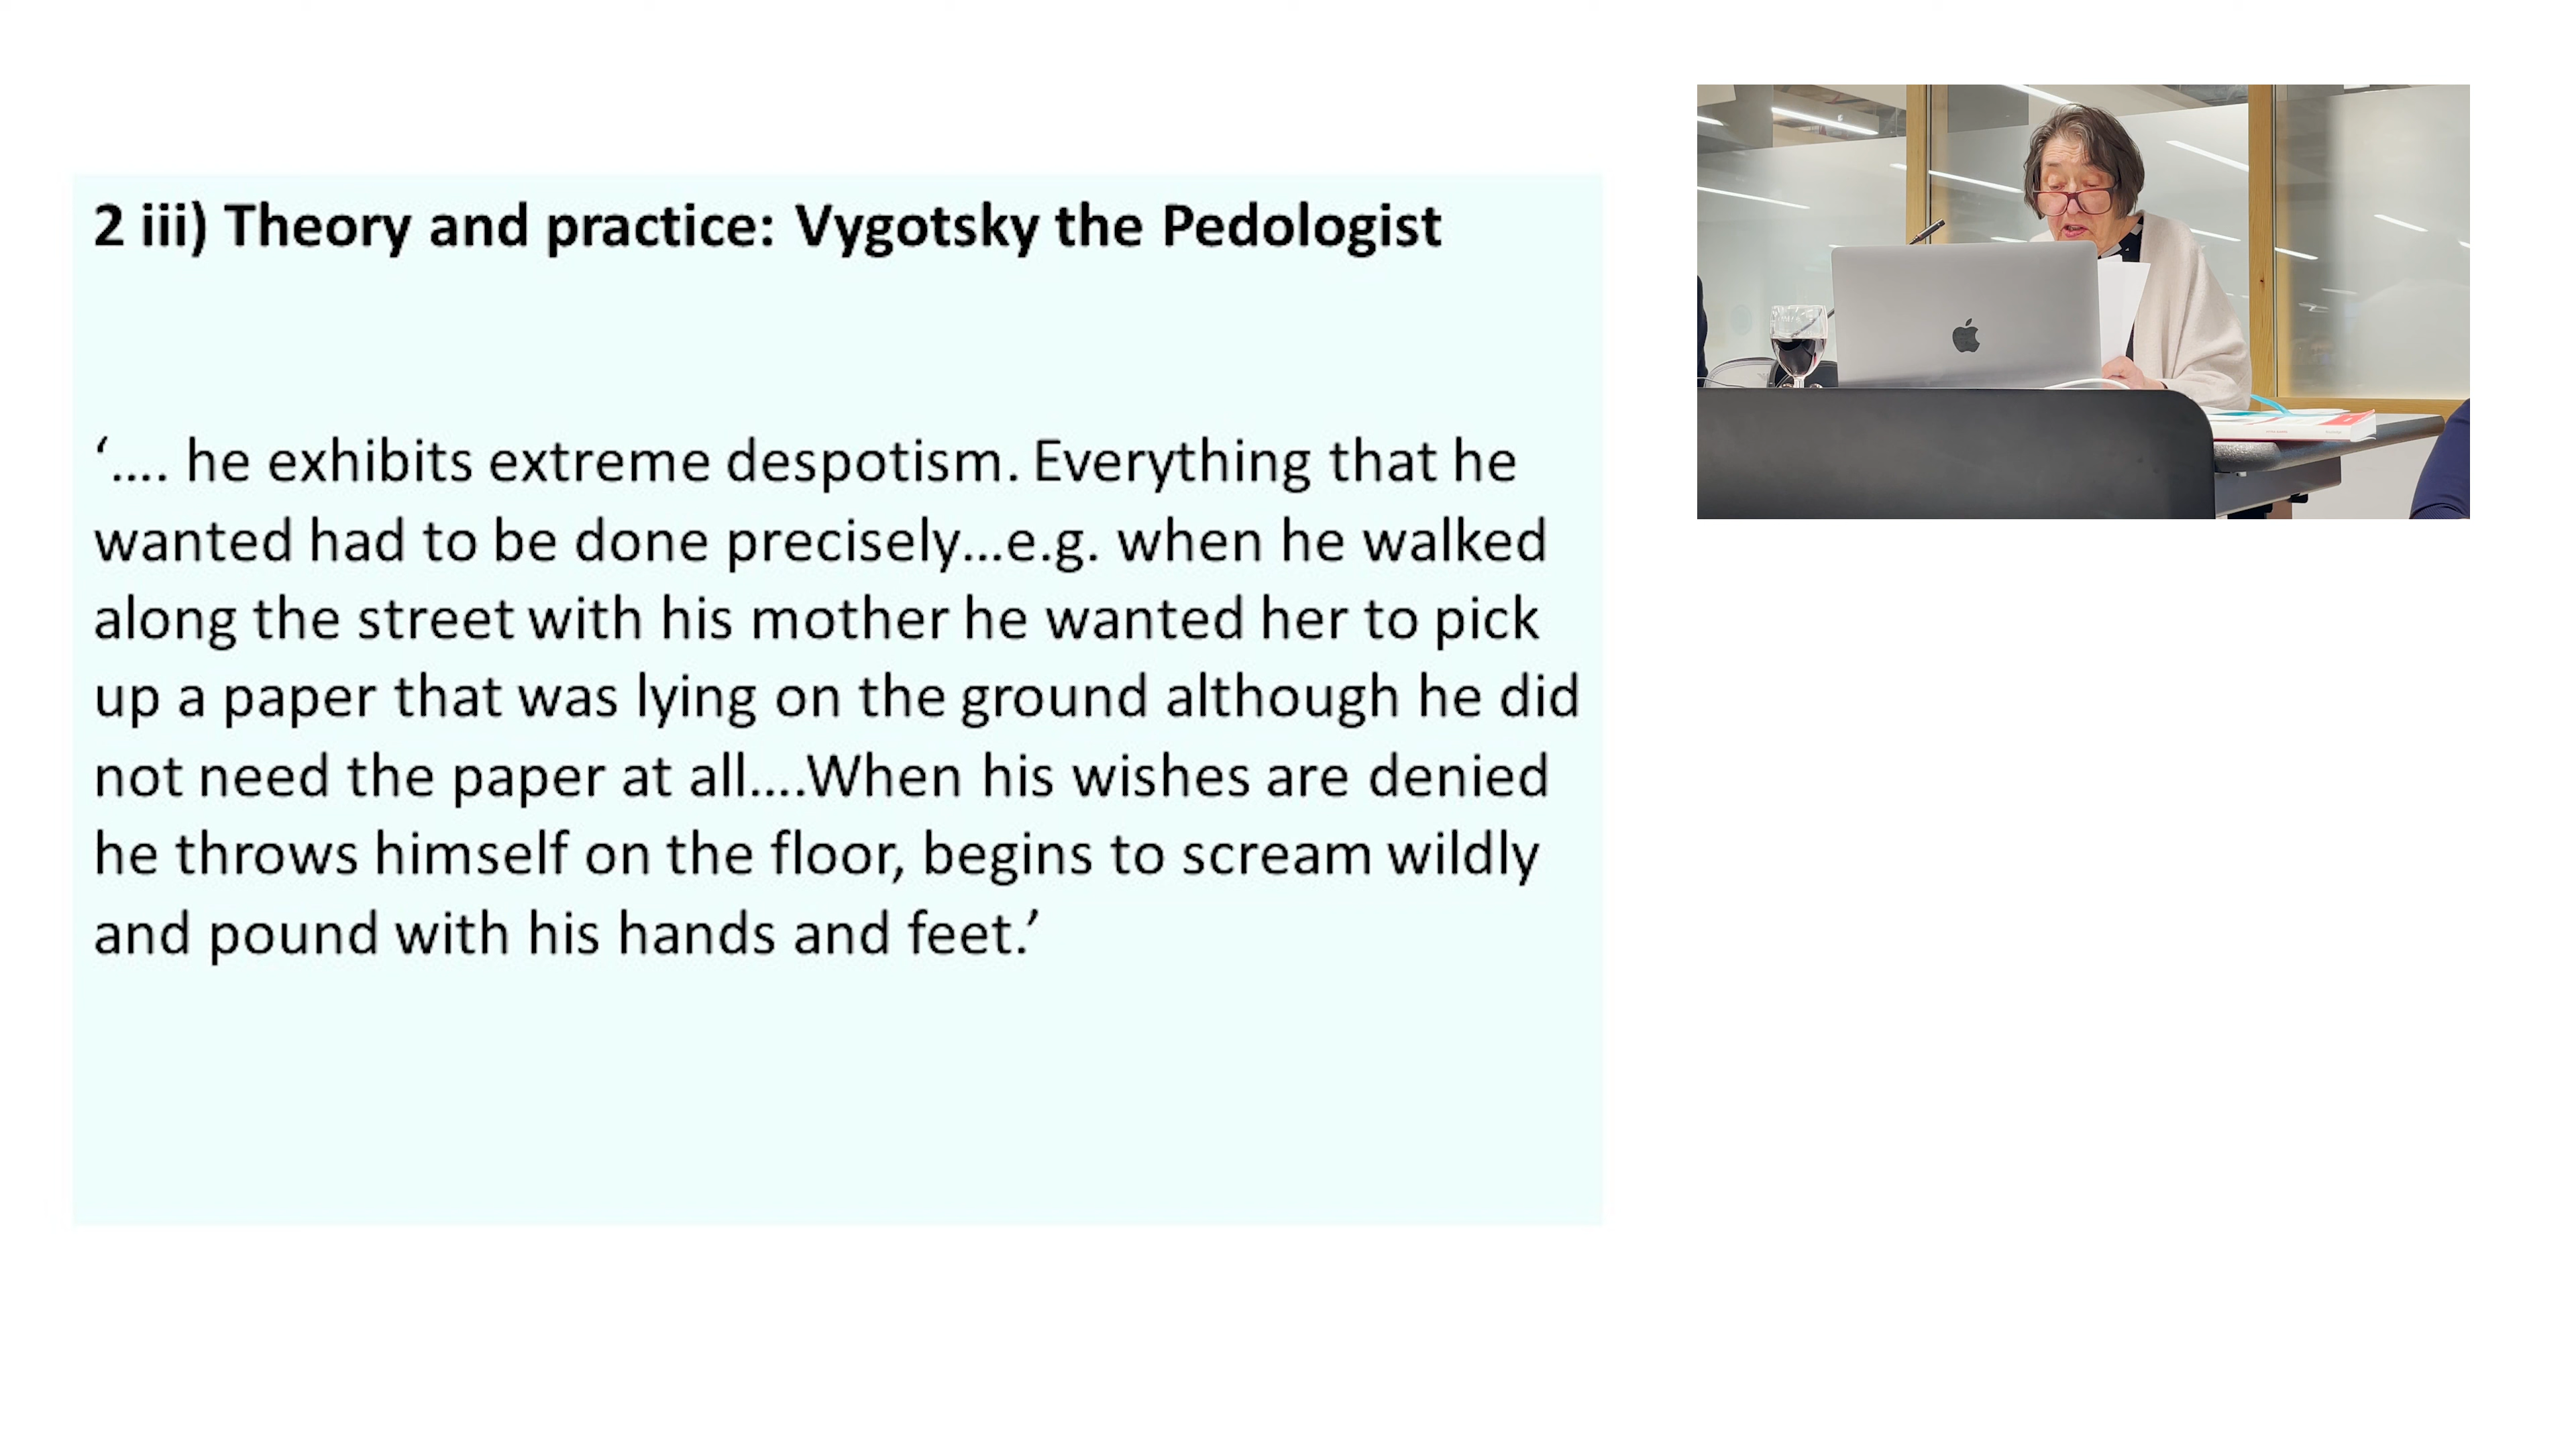 2 iii) Theory and practice: Vygotsky the Pedologist
‘.... he exhibits extreme despotism. Everything that he
wanted had to be done precisely...e.g. when he walked
along the street with his mother he wanted her to pick
up a paper that was lying on the ground although he did
not need the paper at all....When his wishes are denied
he throws himself on the floor, begins to scream wildly
and pound with his hands and feet.’